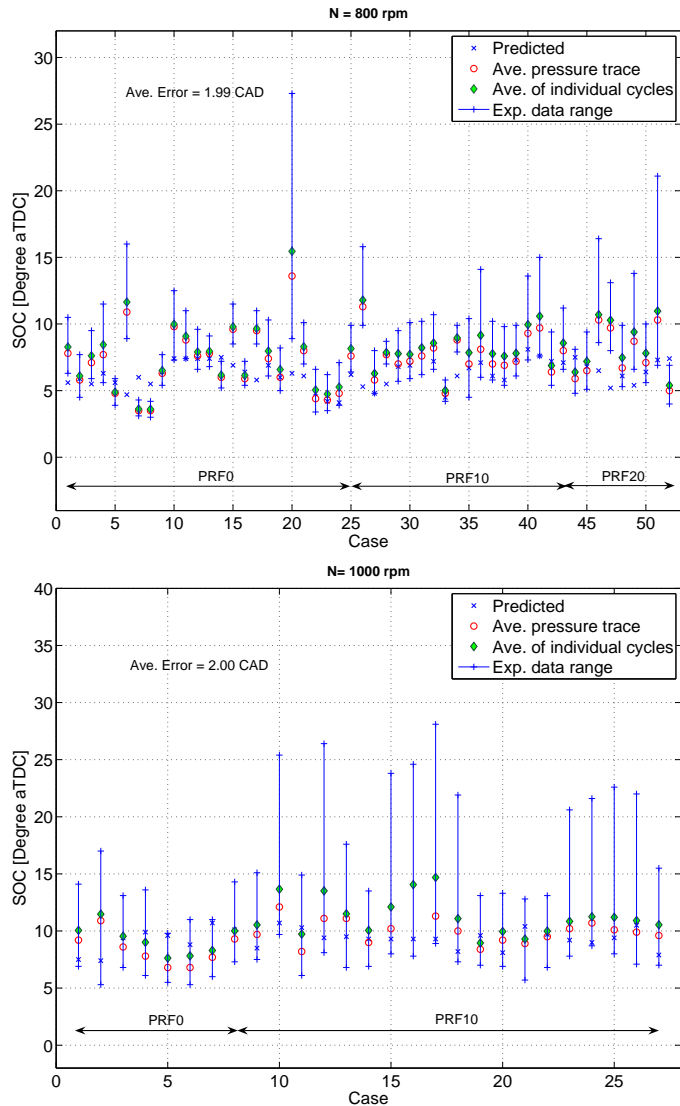 N = 800 rpm
Predicted
Ave. pressure trace
Ave. of individual cycles
Exp. data range
Ave. Error = 1.99 CAD
30
25
20
15
10
5
0
SOC [Degree aTDC]
PRF0
PRF10
PRF20
0 5 10 15 20 25 30 35 40 45 50
Case
N= 1000 rpm
40
Predicted
Ave. pressure trace
Ave. of individual cycles
Exp. data range
Ave. Error = 2.00 CAD
35
30
25
20
15
10
5
0
SOC [Degree aTDC]
PRF0
PRF10
0 5 10 15 20 25
Case